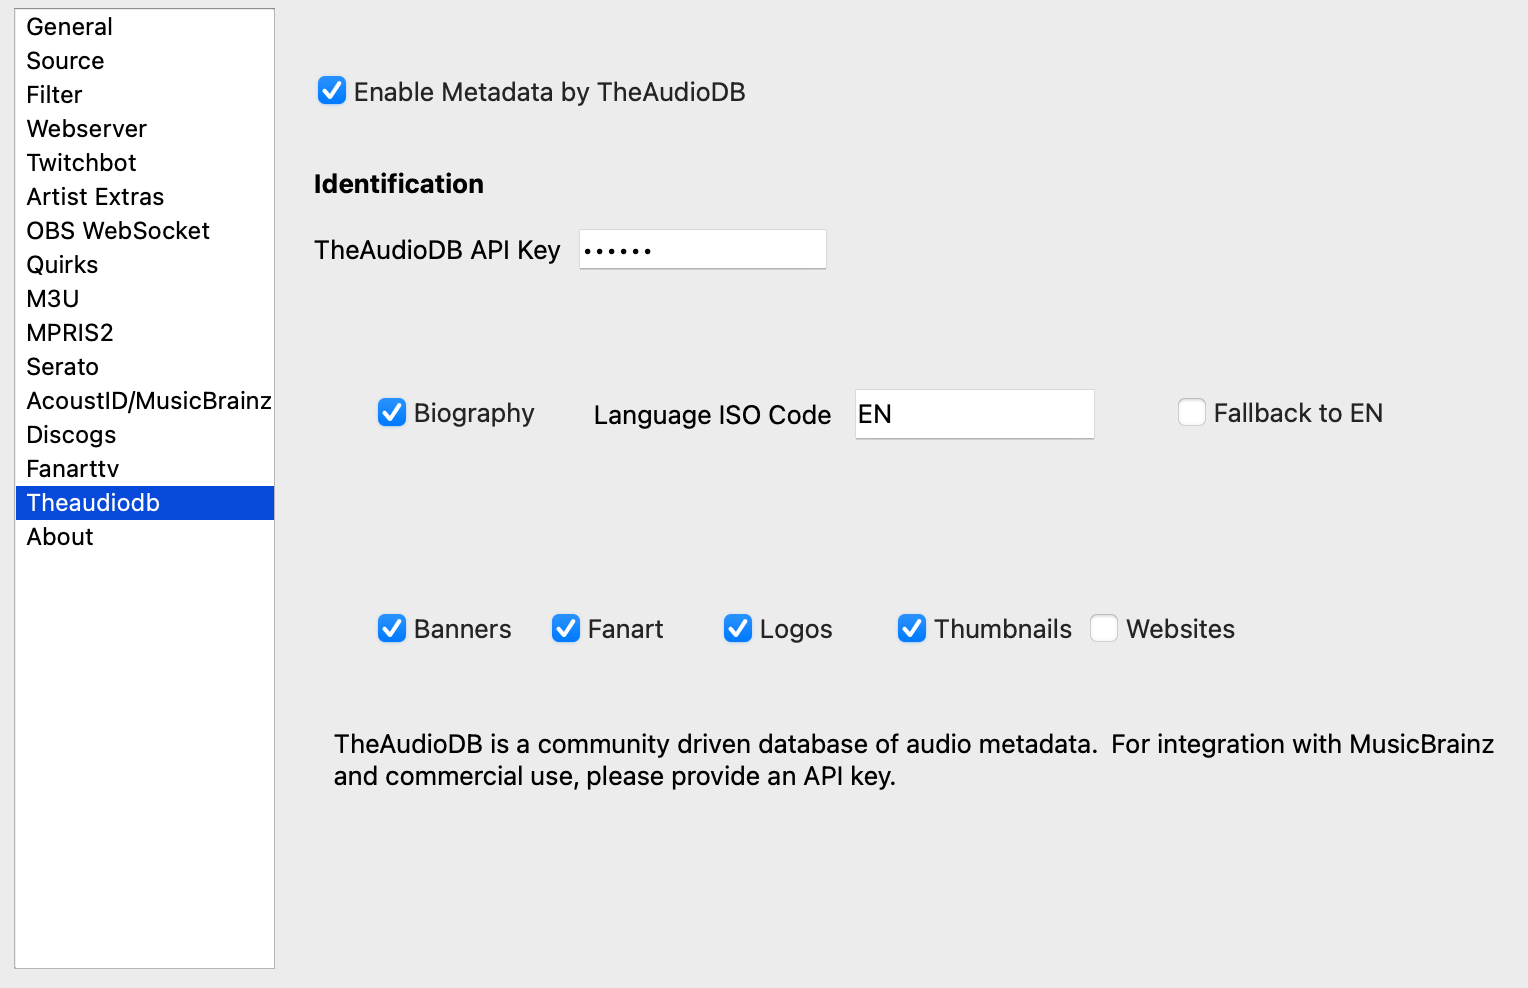 General
Source
Filter
Webserver
Twitchbot
Artist Extras
OBS WebSocket
Quirks
M3U
MPRIS2
Serato
AcoustID/MusicBrainz
Discogs
Fanarttv
Theaudiodb
About
Enable Metadata by TheAudioDB
Identification
TheAudioDB API Key ••••••
Biography Language ISO Code EN Fallback to EN
Banners Fanart Logos Thumbnails Websites
TheAudioDB is a community driven database of audio metadata.  For integration with MusicBrainz
and commercial use, please provide an API key.